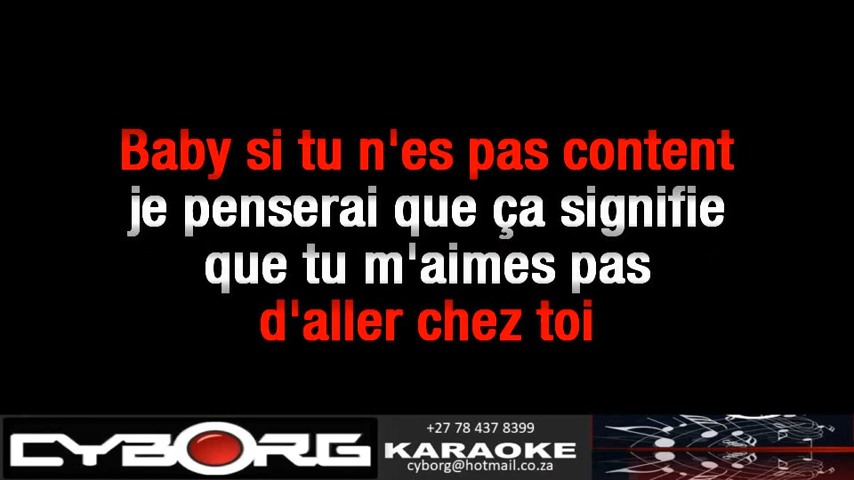 Baby si tu n'es pas content
je penserai que ça signifie
que tu m'aimes pas
d'aller chez toi
CYBORG
+27 78 437 8399
KARAOKE
cyborg@hotmail.co.za